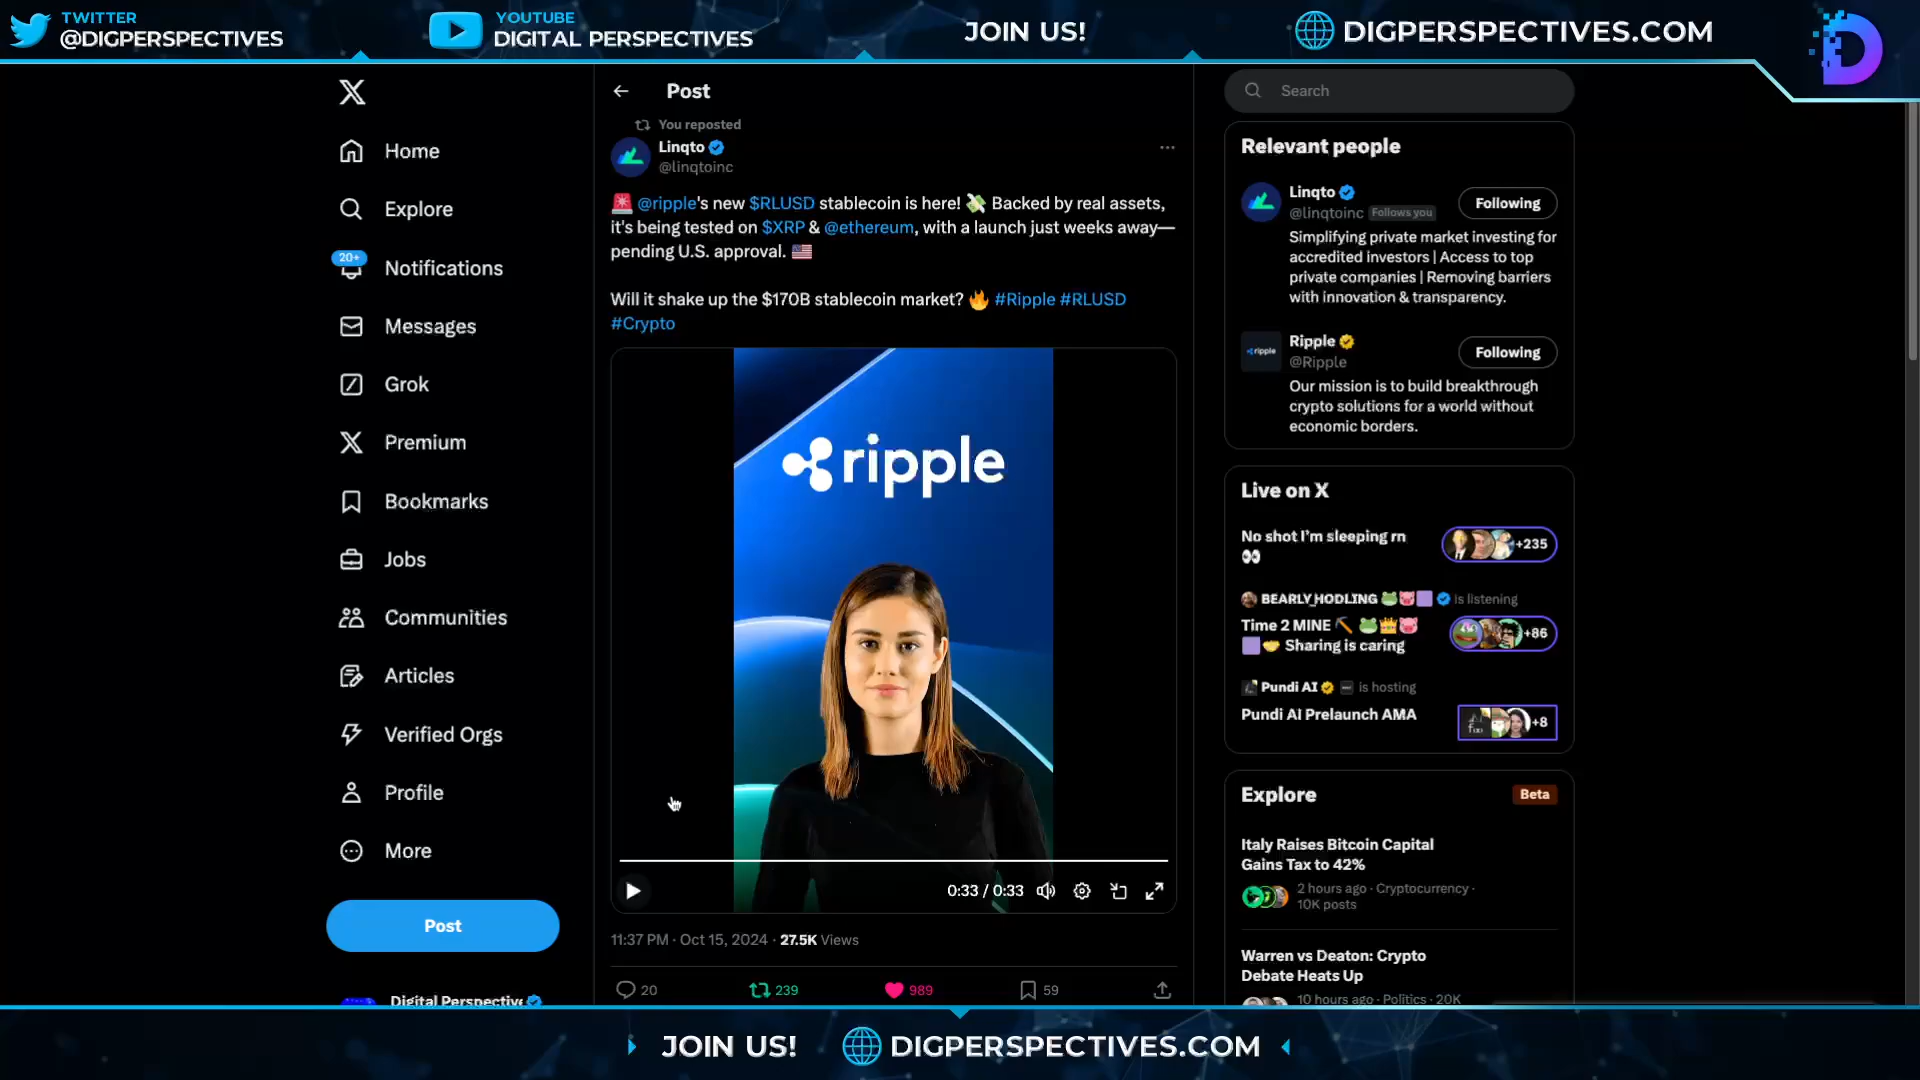 TWITTER
@DIGPERSPECTIVES
YOUTUBE
DIGITAL PERSPECTIVES
JOIN US!
DIGPERSPECTIVES.COM
Home
Explore
20+
Notifications
Messages
Grok
Premium
Bookmarks
Jobs
Communities
Articles
Verified Orgs
Profile
More
Post
Digital Perspective
Post
You reposted
Linqto
@linqtoinc
🚨 @ripple's new $RLUSD stablecoin is here! 💸 Backed by real assets,
it's being tested on $XRP & @ethereum, with a launch just weeks away—
pending U.S. approval. 🇺🇸
Will it shake up the $170B stablecoin market? 🔥 #Ripple #RLUSD
#Crypto
ripple
0:33 / 0:33
11:37 PM · Oct 15, 2024 · 27.5K Views
20
239
989
59
Search
Relevant people
Linqto
Following
@linqtoinc Follows you
Simplifying private market investing for
accredited investors | Access to top
private companies | Removing barriers
with innovation & transparency.
ripple
Ripple
Following
@Ripple
Our mission is to build breakthrough
crypto solutions for a world without
economic borders.
Live on X
No shot I'm sleeping rn
👀
+235
BEARLY_HODLING 🐸🐷🟪 is listening
Time 2 MINE ⛏️ 🐸👑🐷
🟪🤝 Sharing is caring
+86
Pundi AI is hosting
Pundi AI Prelaunch AMA
+8
Explore
Beta
Italy Raises Bitcoin Capital
Gains Tax to 42%
2 hours ago · Cryptocurrency ·
10K posts
Warren vs Deaton: Crypto
Debate Heats Up
10 hours ago · Politics · 20K
JOIN US!
DIGPERSPECTIVES.COM